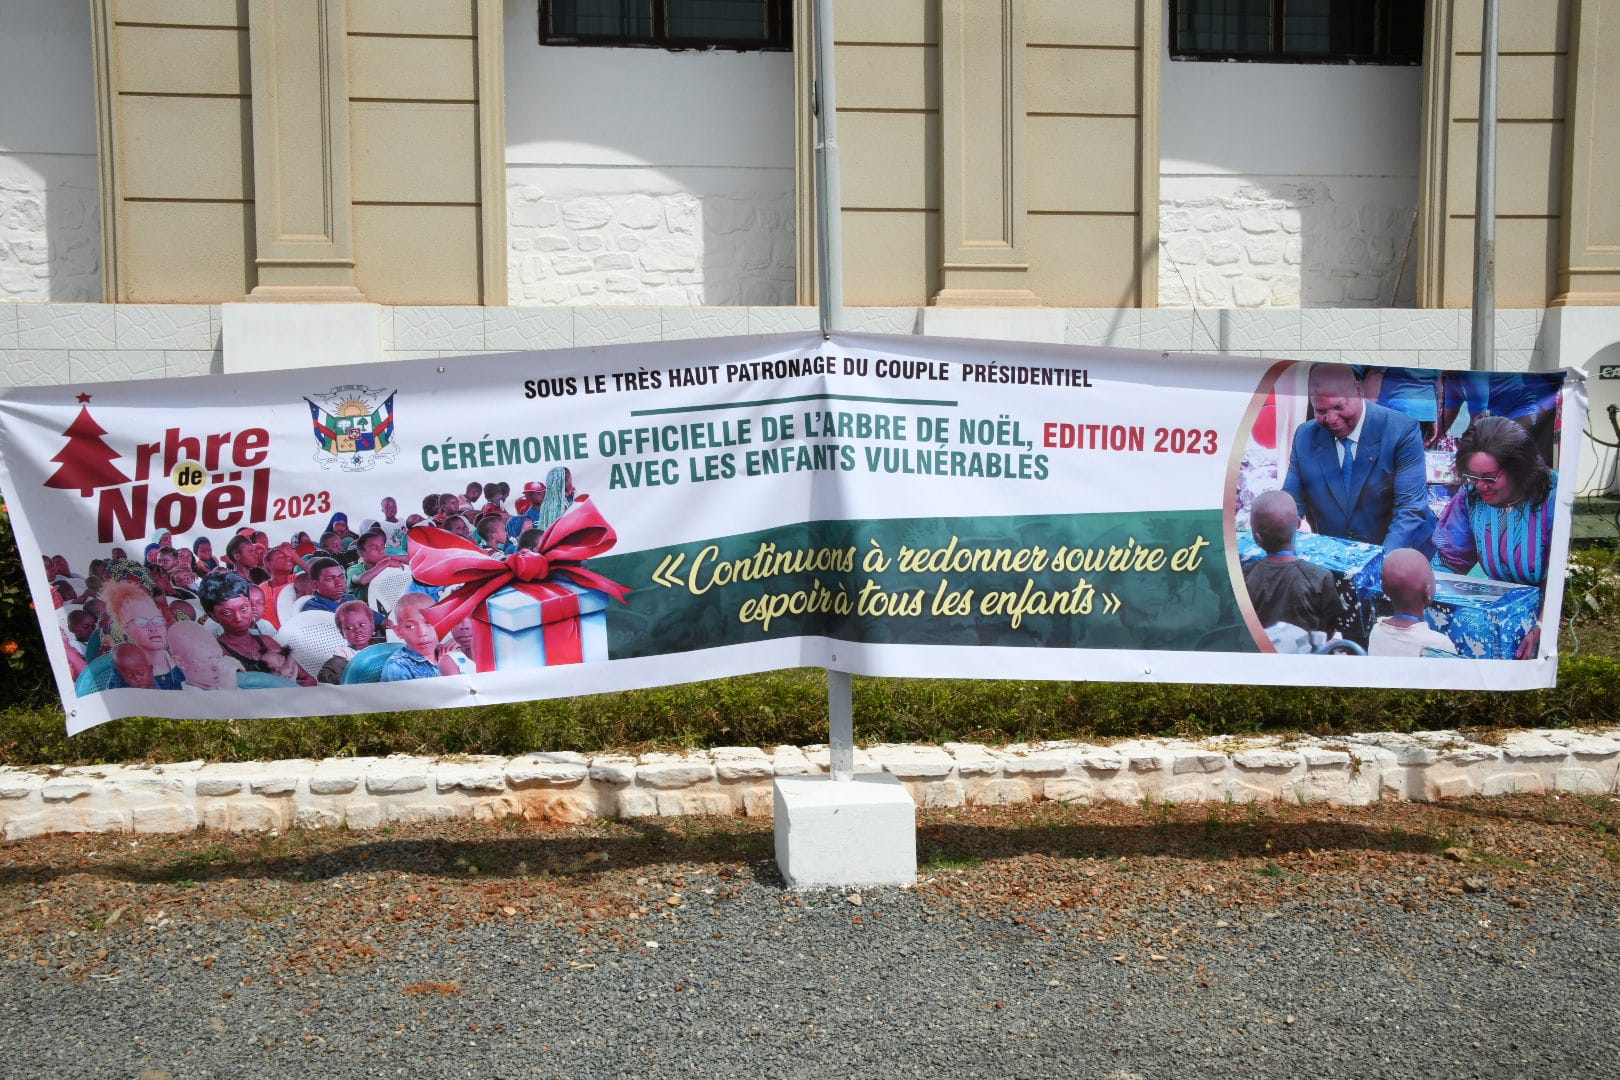 SOUS LE TRÈS HAUT PATRONAGE DU COUPLE PRÉSIDENTIEL
Arbre
de
Noël 2023
CÉRÉMONIE OFFICIELLE DE L'ARBRE DE NOËL, EDITION 2023
AVEC LES ENFANTS VULNÉRABLES
« Continuons à redonner sourire et
espoir à tous les enfants »